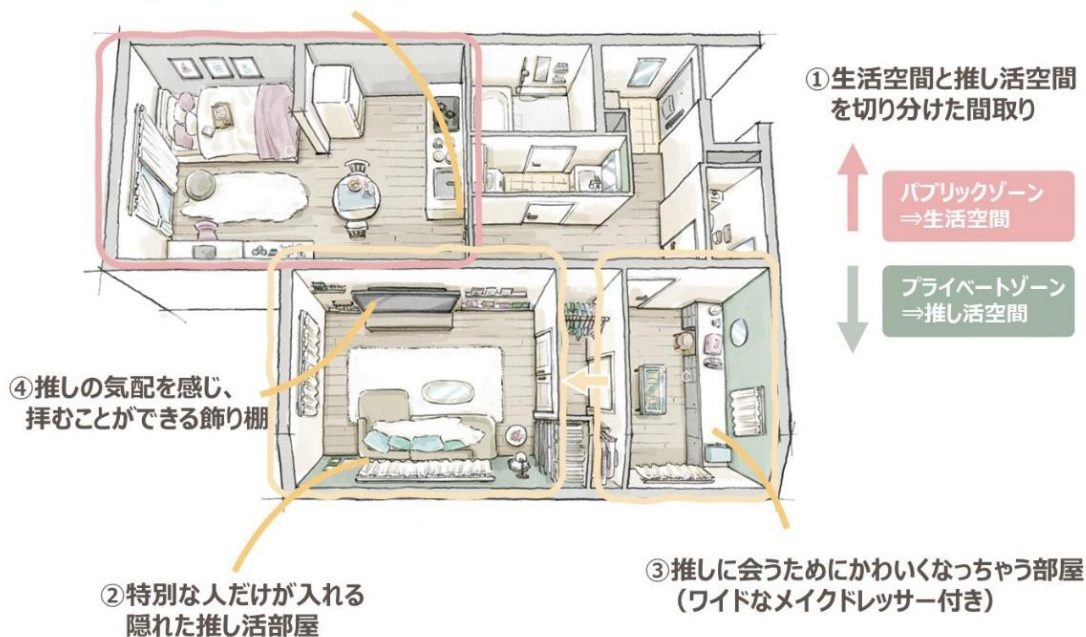 ①生活空間と推し活空間
を切り分けた間取り
パブリックゾーン
⇒生活空間
プライベートゾーン
⇒推し活空間
④推しの気配を感じ、
拝むことができる飾り棚
②特別な人だけが入れる
隠れた推し活部屋
③推しに会うためにかわいくなっちゃう部屋
（ワイドなメイクドレッサー付き）